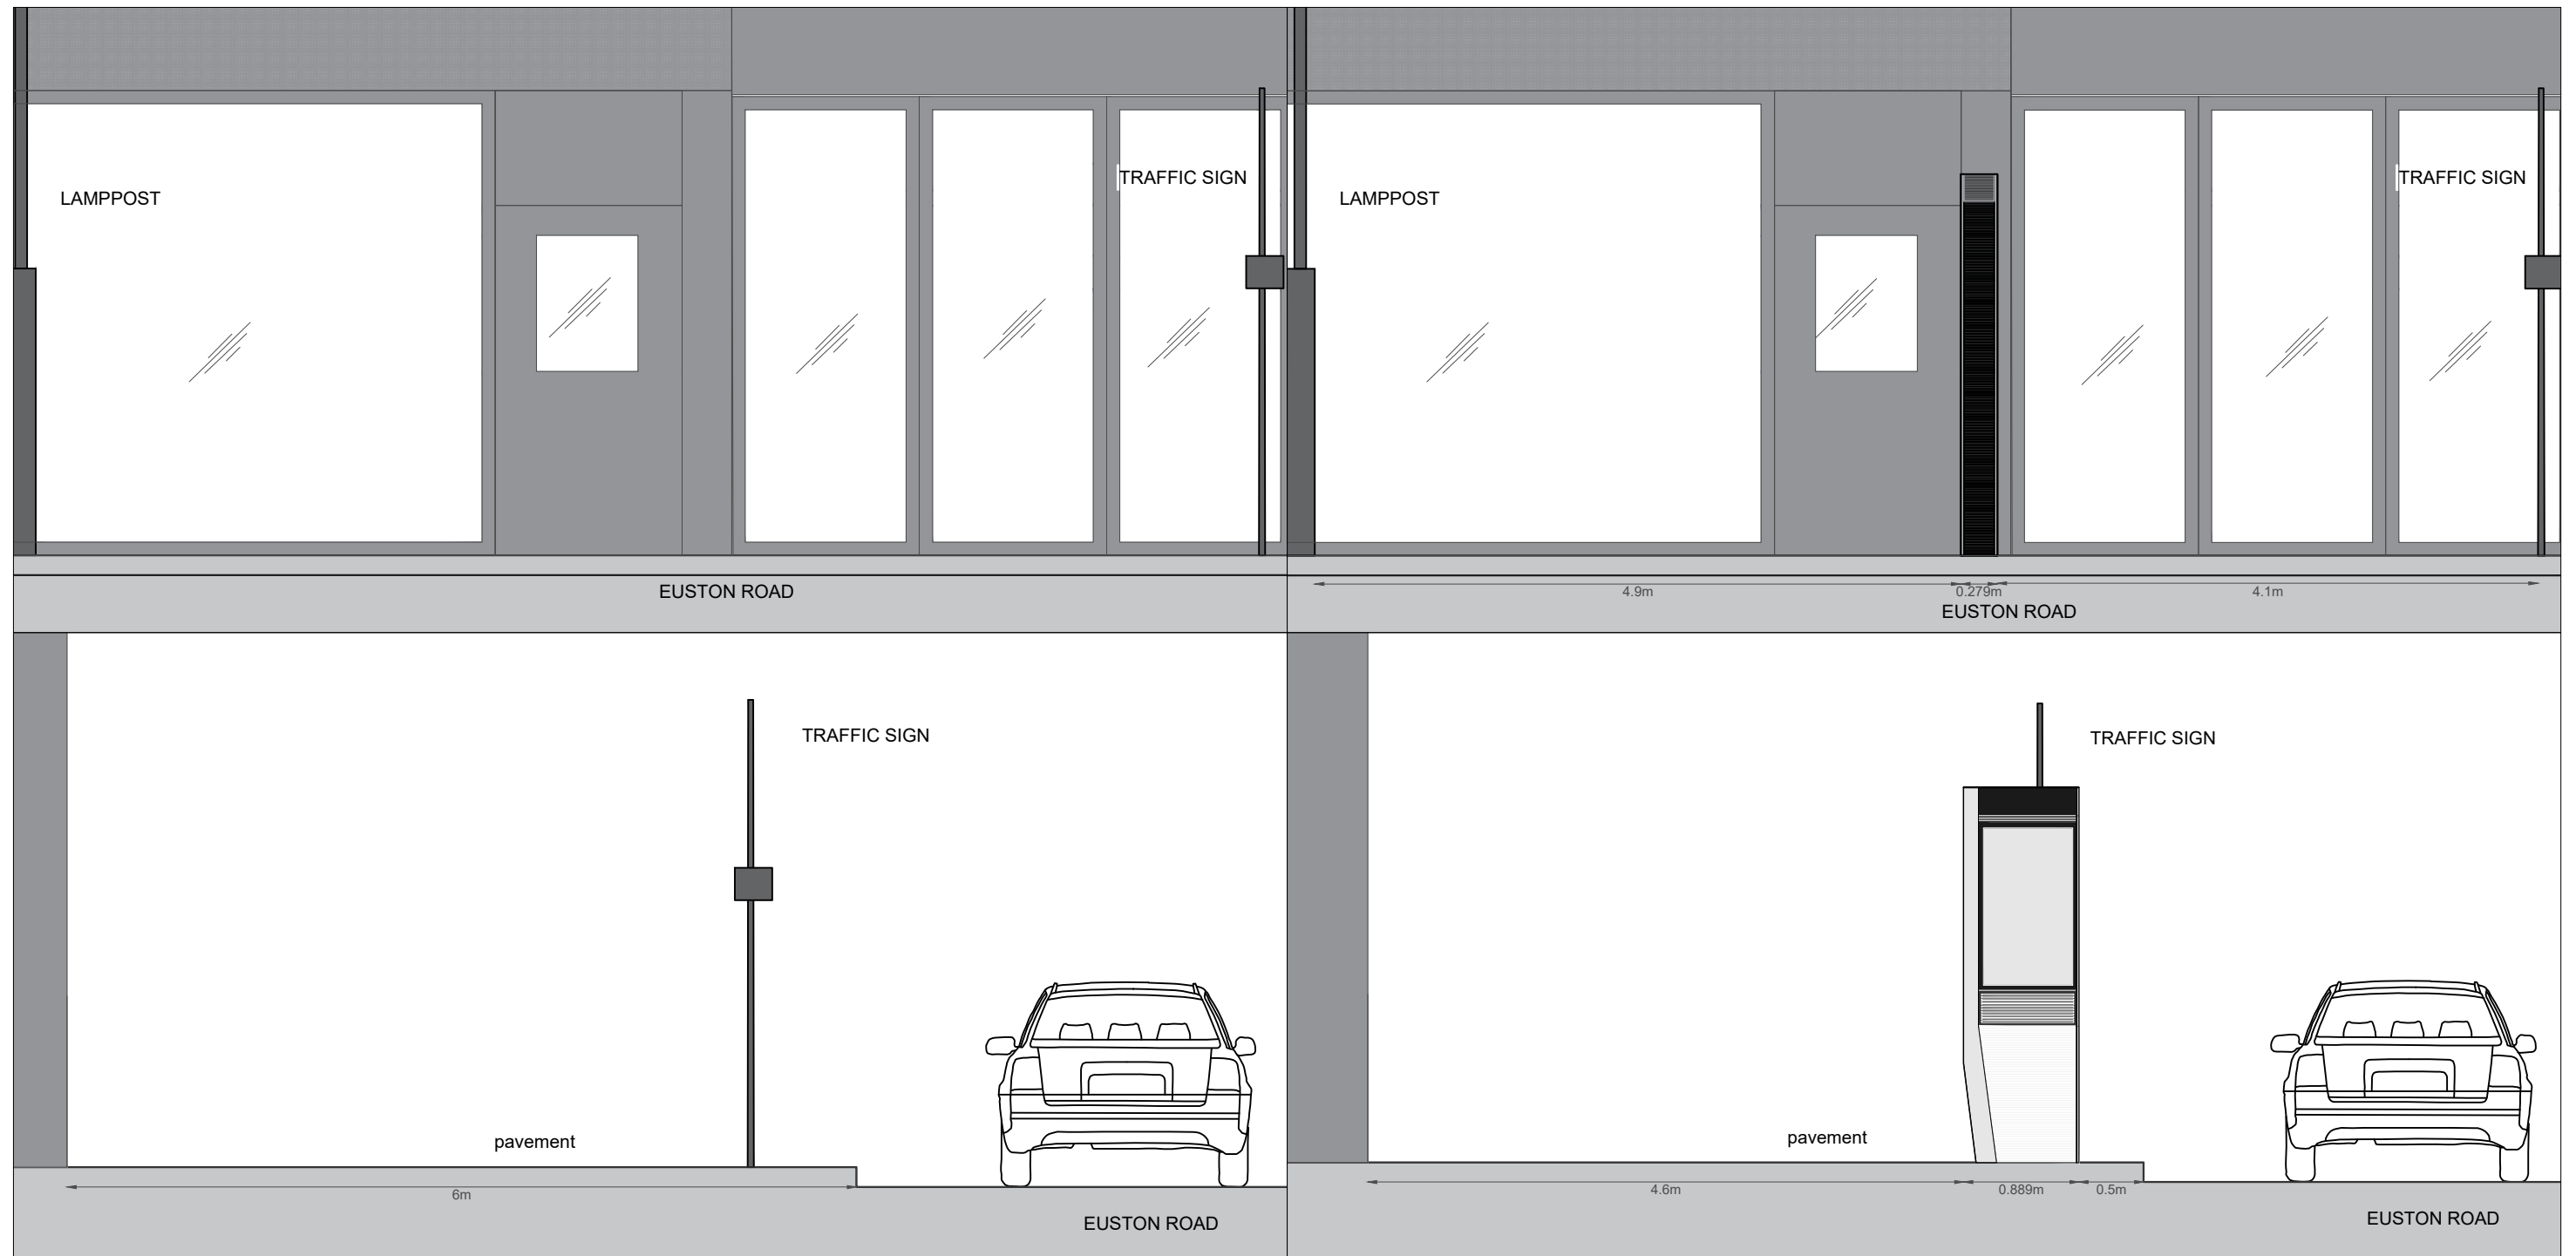 LAMPPOST
TRAFFIC SIGN
EUSTON ROAD
LAMPPOST
TRAFFIC SIGN
4.9m
0.279m
4.1m
EUSTON ROAD
TRAFFIC SIGN
pavement
6m
EUSTON ROAD
TRAFFIC SIGN
pavement
4.6m
0.889m
0.5m
EUSTON ROAD